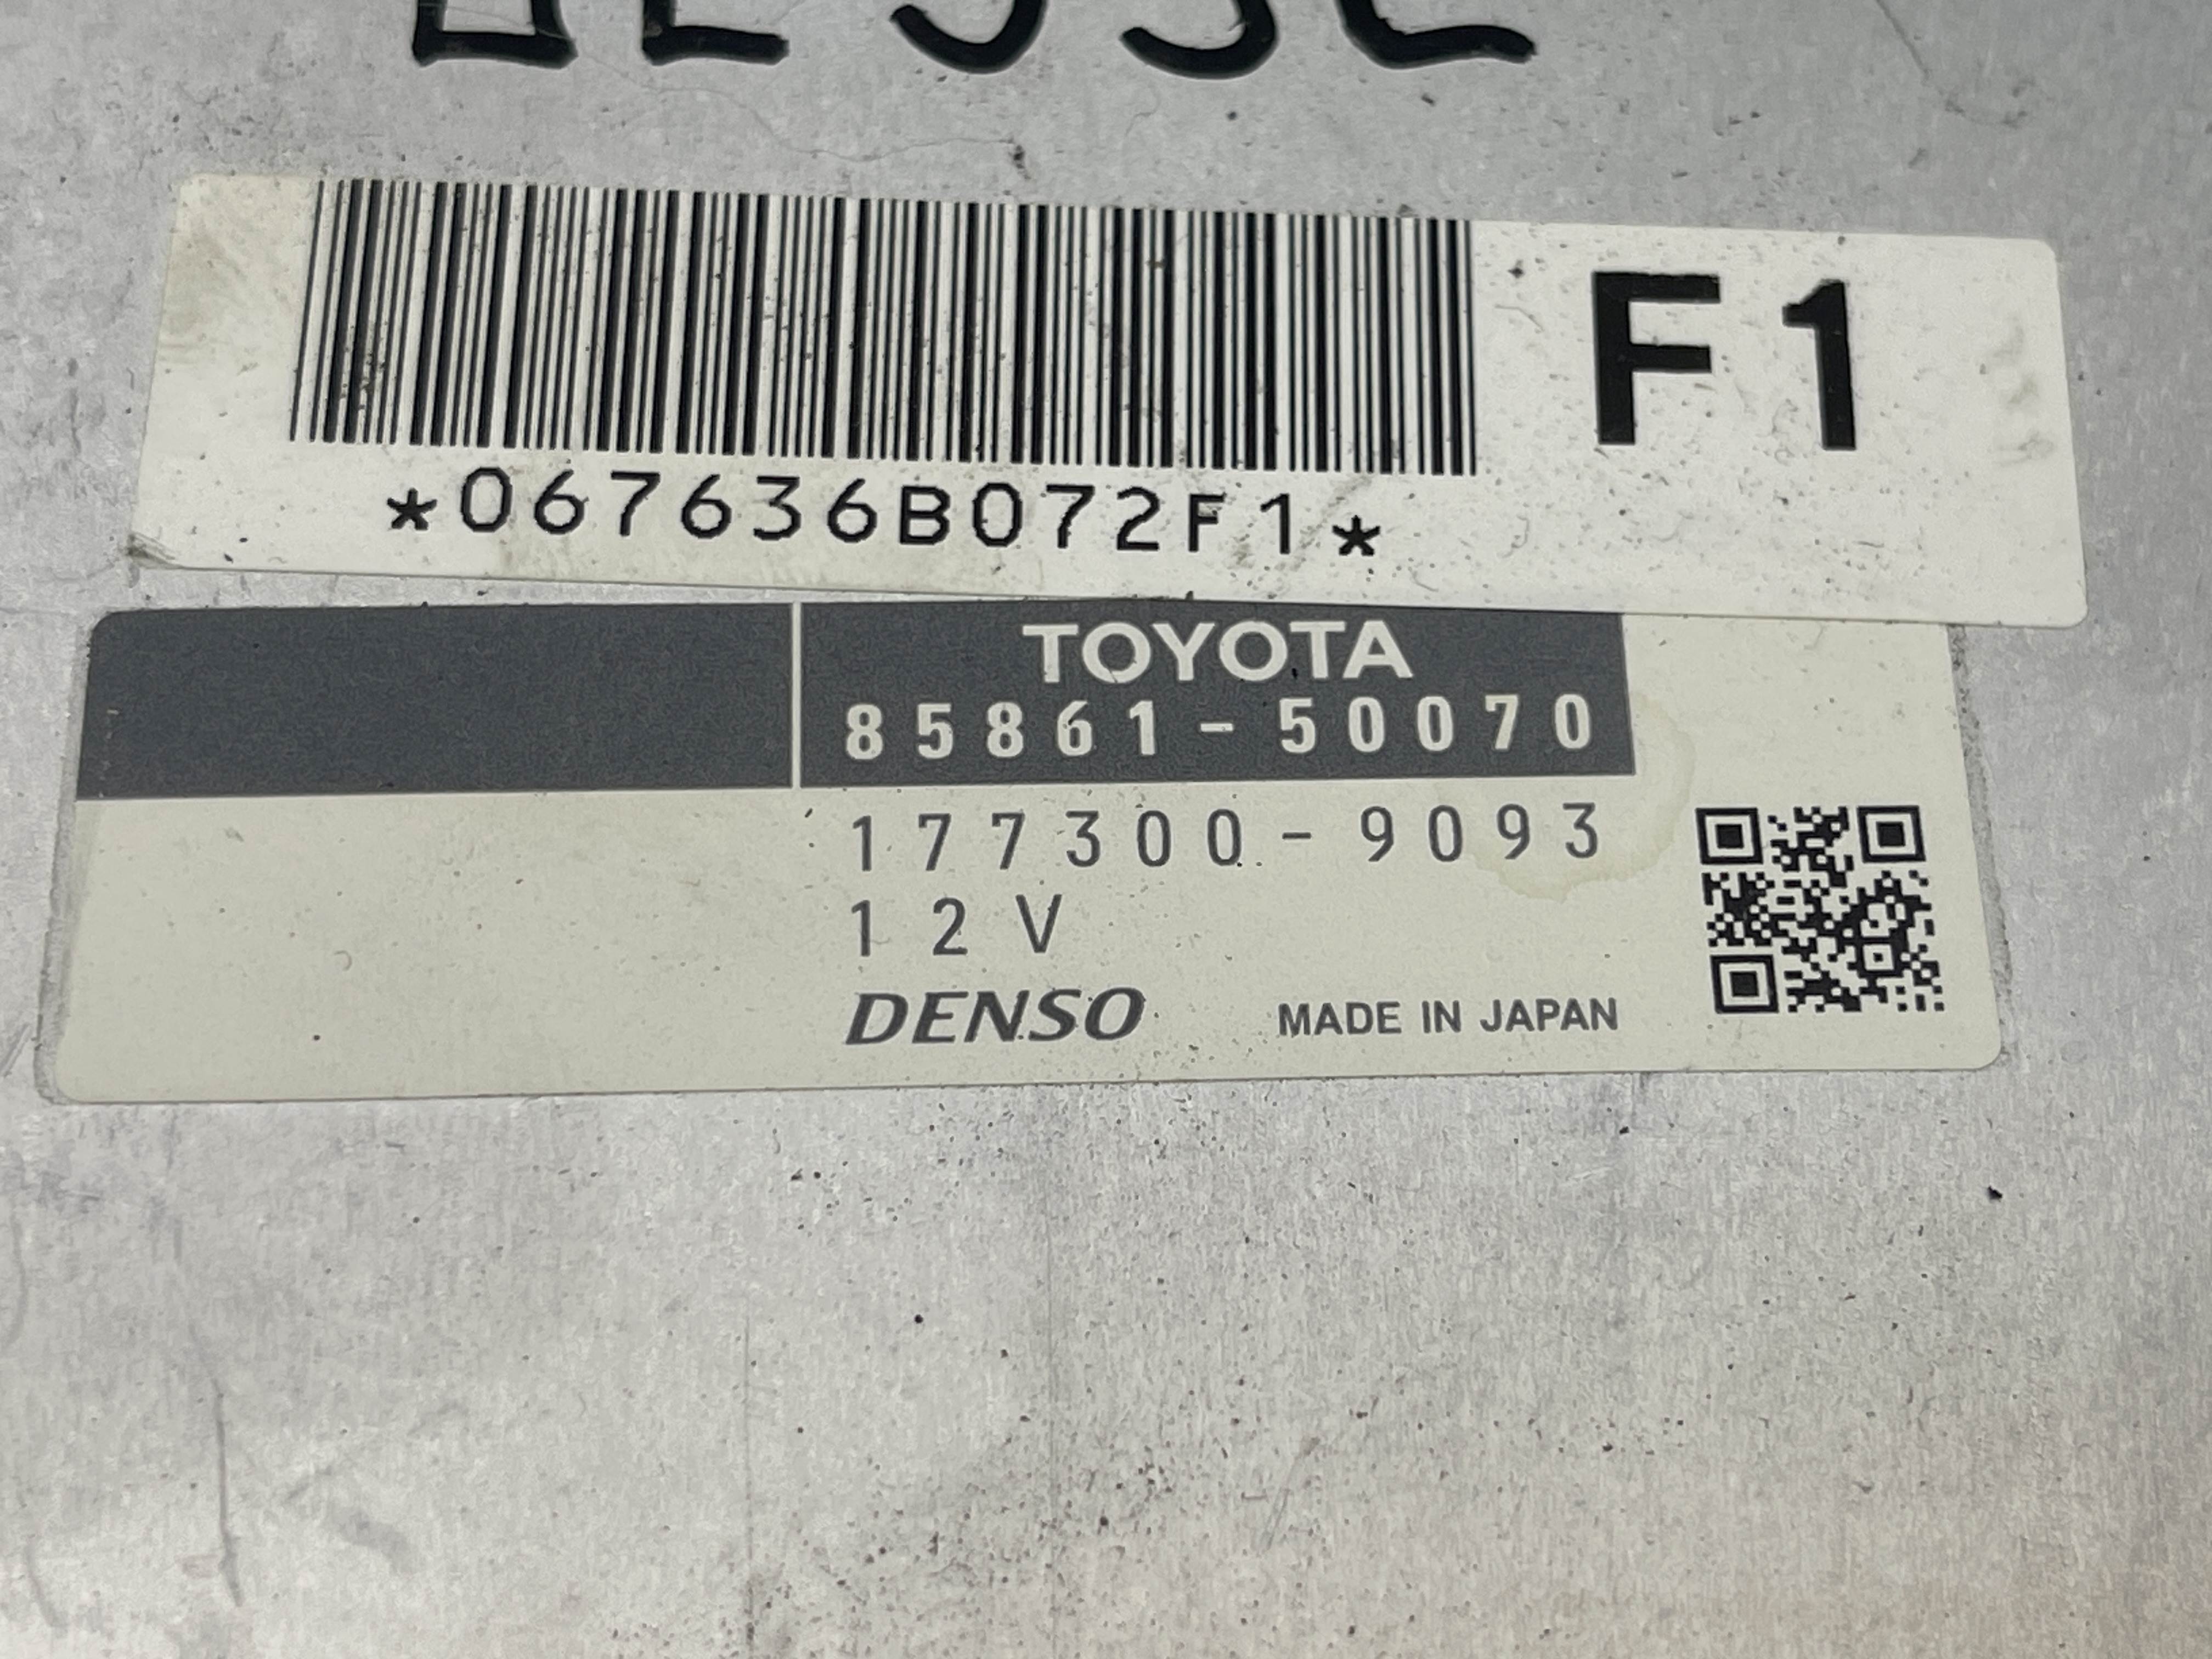 F1
*067636B072F1*
TOYOTA
85861-50070
177300-9093
12V
DENSO MADE IN JAPAN